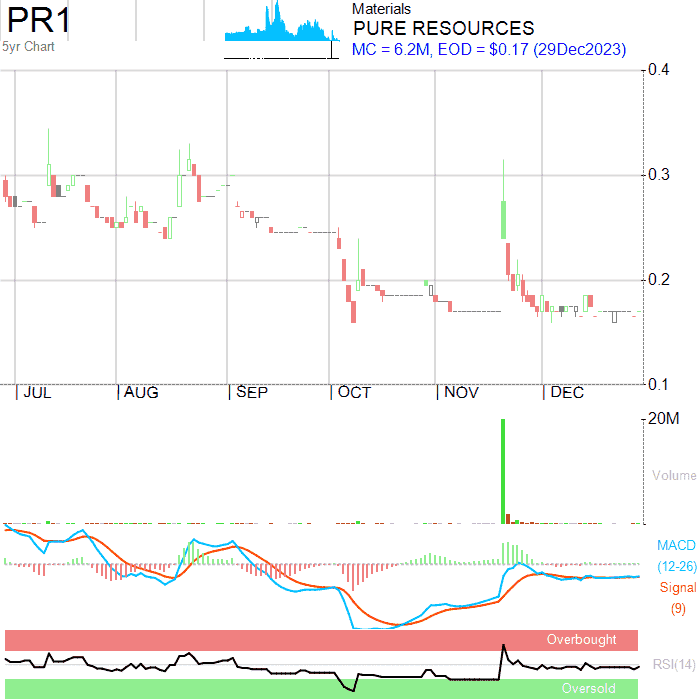 PR1
5yr Chart
Materials
PURE RESOURCES
MC = 6.2M, EOD = $0.17 (29Dec2023)
0.4
0.3
0.2
0.1
JUL AUG SEP OCT NOV DEC
20M
Volume
MACD
(12-26)
Signal
(9)
Overbought
RSI(14)
Oversold